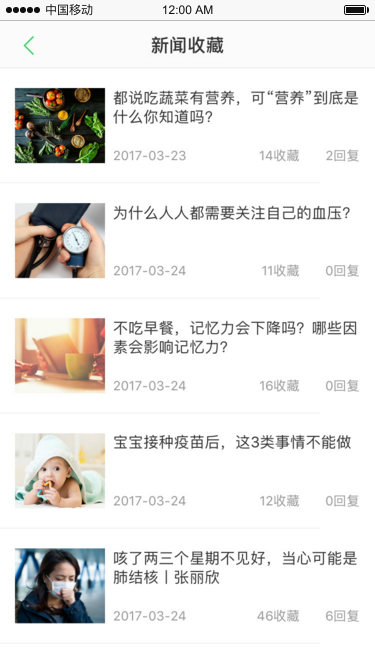 中国移动 12:00 AM
新闻收藏
都说吃蔬菜有营养，可“营养”到底是
什么你知道吗？
2017-03-23 14收藏 2回复
为什么人人都需要关注自己的血压？
2017-03-24 11收藏 0回复
不吃早餐，记忆力会下降吗？哪些因
素会影响记忆力？
2017-03-24 16收藏 0回复
宝宝接种疫苗后，这3类事情不能做
2017-03-24 12收藏 0回复
咳了两三个星期不见好，当心可能是
肺结核丨张丽欣
2017-03-24 46收藏 6回复